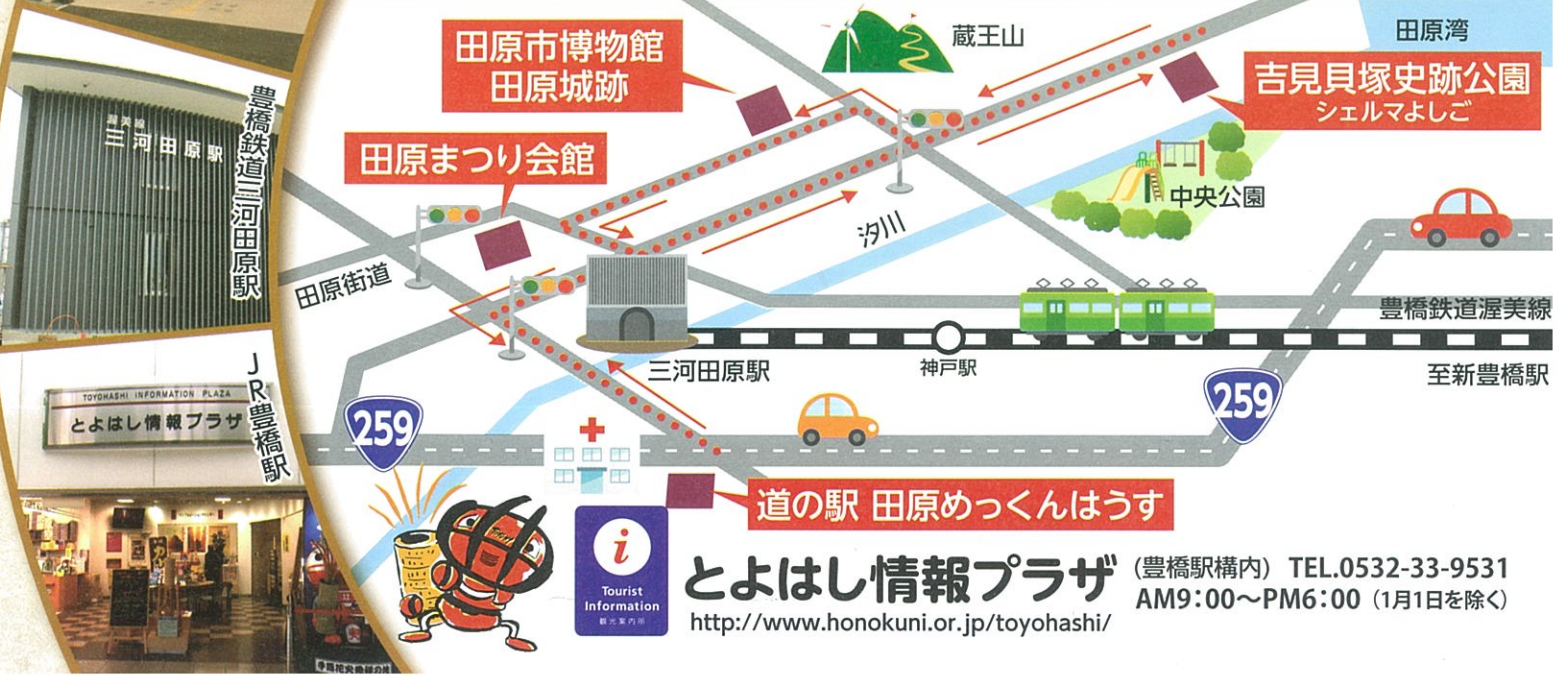 渥美線
三河田原駅
豊橋鉄道三河田原駅
TOYOHASHI INFORMATION PLAZA
とよはし情報プラザ
JR豊橋駅
田原市博物館
田原城跡
蔵王山
田原湾
吉見貝塚史跡公園
シェルマよしご
田原まつり会館
中央公園
汐川
田原街道
豊橋鉄道渥美線
三河田原駅
神戸駅
至新豊橋駅
259
259
道の駅 田原めっくんはうす
i
Tourist
Information
観光案内所
とよはし情報プラザ
(豊橋駅構内) TEL.0532-33-9531
AM9:00〜PM6:00 (1月1日を除く)
http://www.honokuni.or.jp/toyohashi/